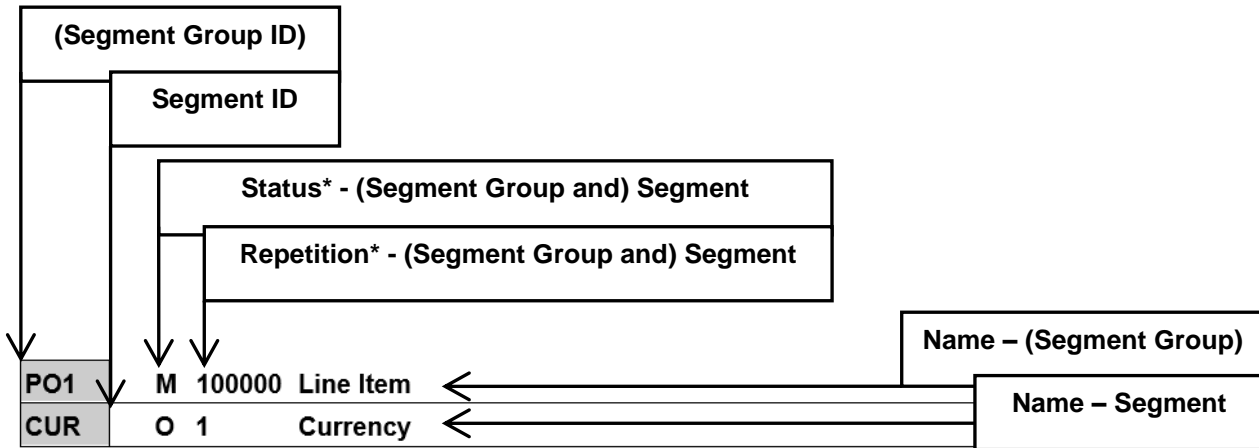 (Segment Group ID)
Segment ID
Status* - (Segment Group and) Segment
Repetition* - (Segment Group and) Segment
Name – (Segment Group)
Name – Segment
PO1 M 100000 Line Item
CUR O 1 Currency